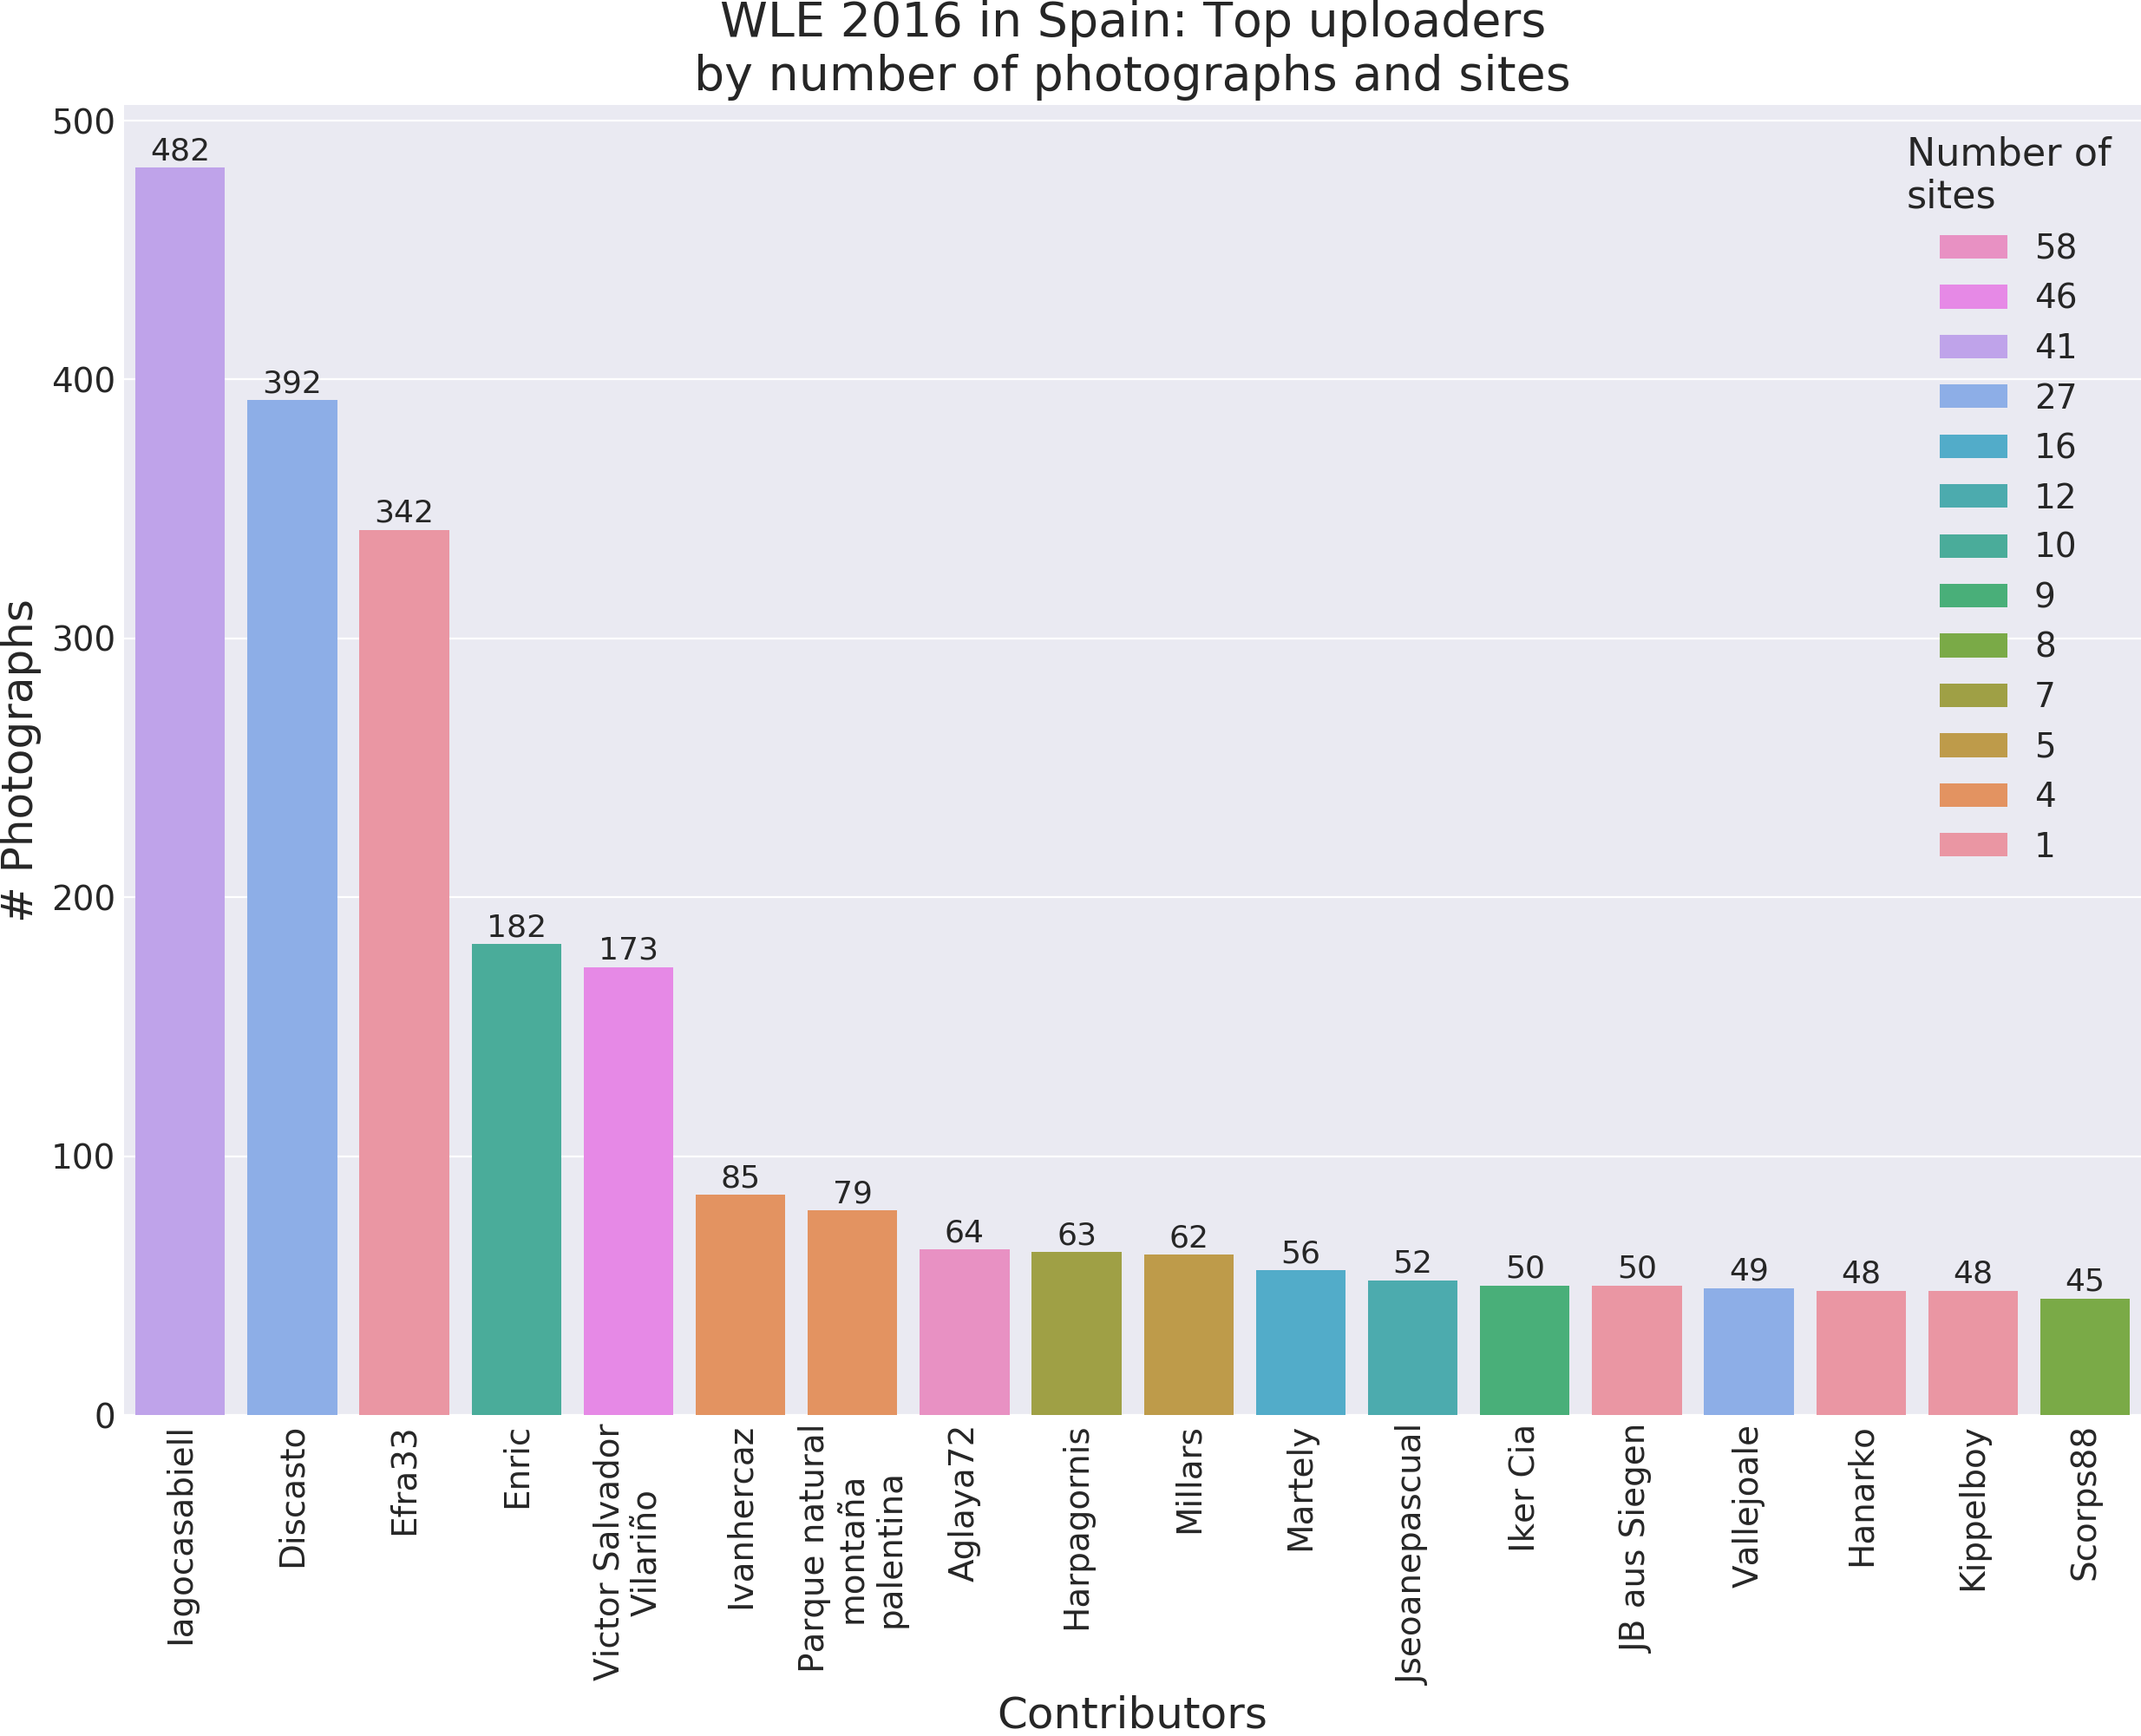 WLE 2016 in Spain: Top uploaders
by number of photographs and sites
# Photographs
500
400
300
200
100
0
482
392
342
182
173
85
79
64
63
62
56
52
50
50
49
48
48
45
Number of
sites
58
46
41
27
16
12
10
9
8
7
5
4
1
Iagocasabiell
Discasto
Efra33
Enric
Victor Salvador
Vilariño
Ivanhercaz
Parque natural
montaña
palentina
Aglaya72
Harpagornis
Millars
Martely
Jseoanepascual
Iker Cia
JB aus Siegen
Vallejoale
Hanarko
Kippelboy
Scorps88
Contributors